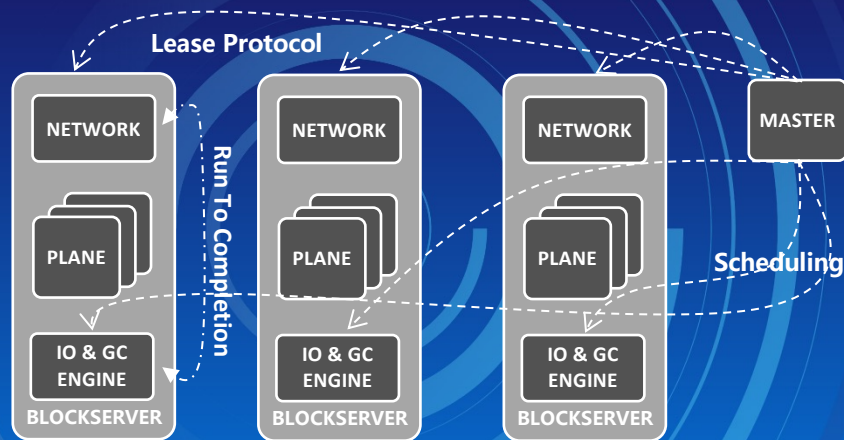 Lease Protocol
NETWORK
NETWORK
NETWORK
MASTER
Run To Completion
PLANE
PLANE
PLANE
Scheduling
IO & GC
ENGINE
IO & GC
ENGINE
IO & GC
ENGINE
BLOCKSERVER
BLOCKSERVER
BLOCKSERVER